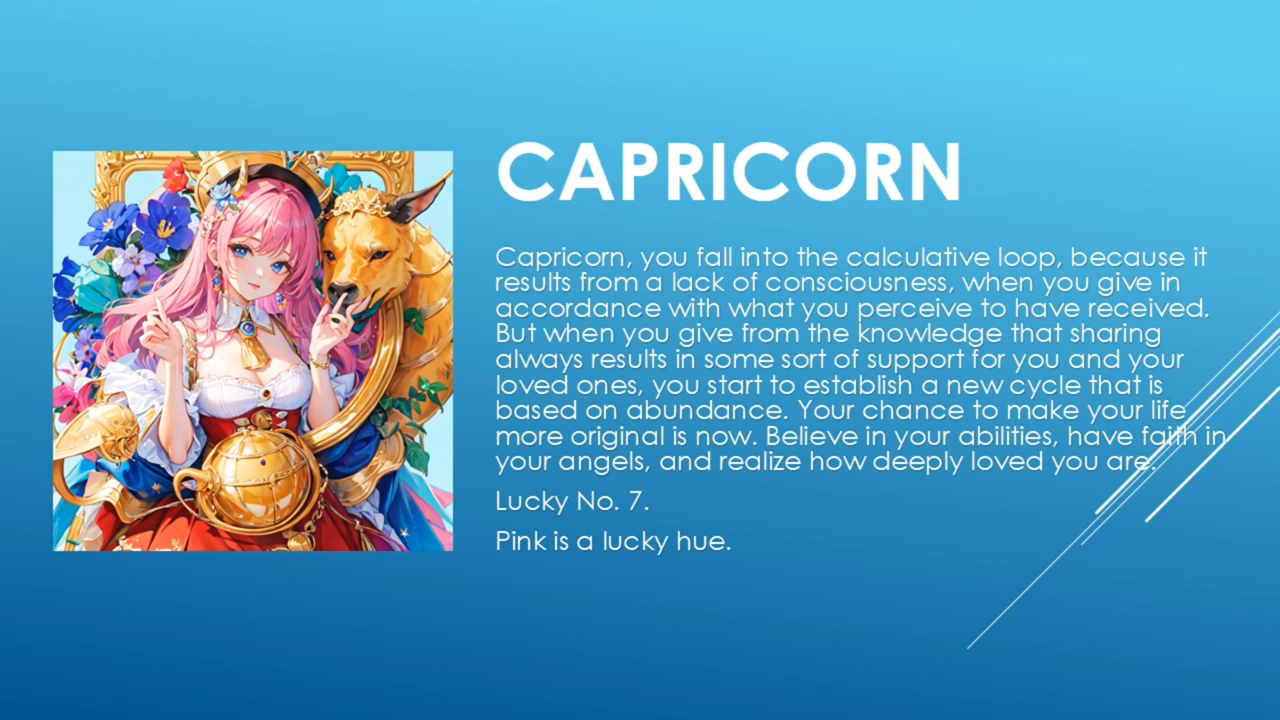 CAPRICORN
Capricorn, you fall into the calculative loop, because it
results from a lack of consciousness, when you give in
accordance with what you perceive to have received.
But when you give from the knowledge that sharing
always results in some sort of support for you and your
loved ones, you start to establish a new cycle that is
based on abundance. Your chance to make your life
more original is now. Believe in your abilities, have faith in
your angels, and realize how deeply loved you are.
Lucky No. 7.
Pink is a lucky hue.